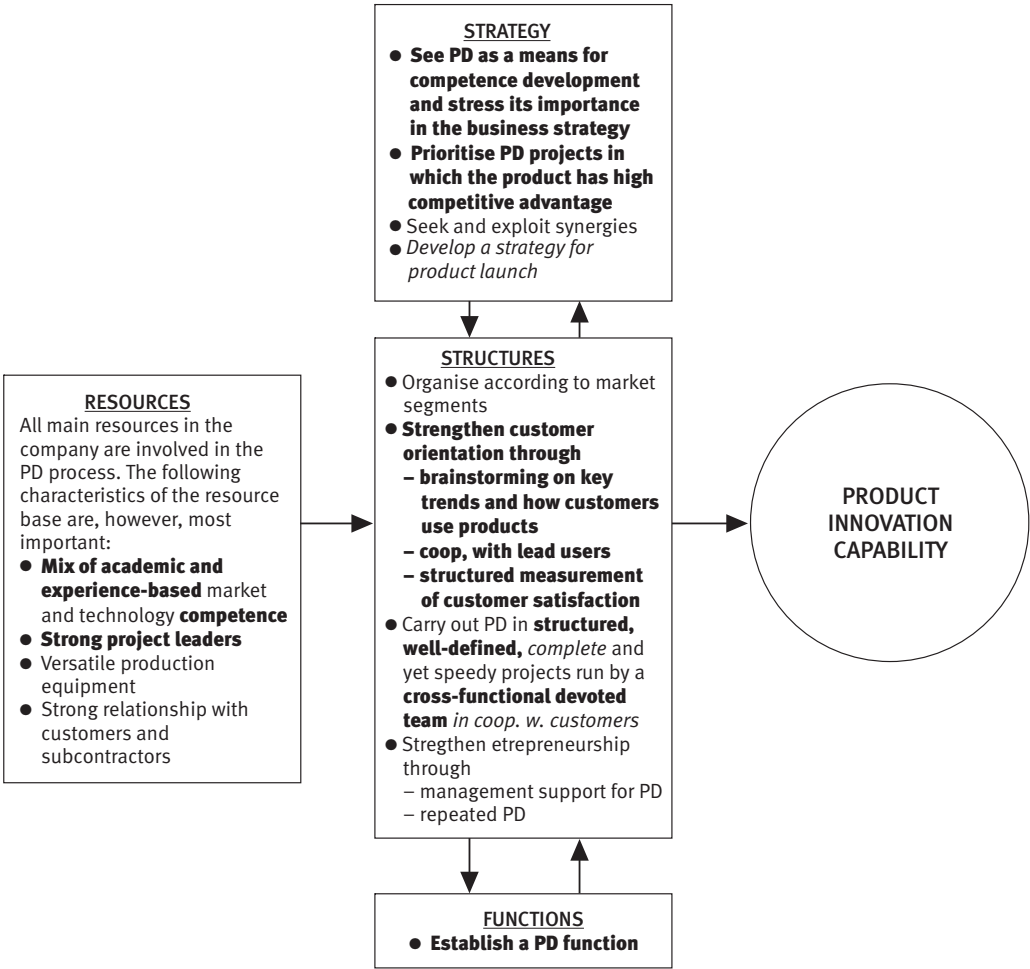 STRATEGY
● See PD as a means for
competence development
and stress its importance
in the business strategy
● Prioritise PD projects in
which the product has high
competitive advantage
● Seek and exploit synergies
● Develop a strategy for
product launch
RESOURCES
All main resources in the
company are involved in the
PD process. The following
characteristics of the resource
base are, however, most
important:
● Mix of academic and
experience-based market
and technology competence
● Strong project leaders
● Versatile production
equipment
● Strong relationship with
customers and
subcontractors
STRUCTURES
● Organise according to market
segments
● Strengthen customer
orientation through
– brainstorming on key
trends and how customers
use products
– coop, with lead users
– structured measurement
of customer satisfaction
● Carry out PD in structured,
well-defined, complete and
yet speedy projects run by a
cross-functional devoted
team in coop. w. customers
● Stregthen etrepreneurship
through
– management support for PD
– repeated PD
PRODUCT
INNOVATION
CAPABILITY
FUNCTIONS
● Establish a PD function